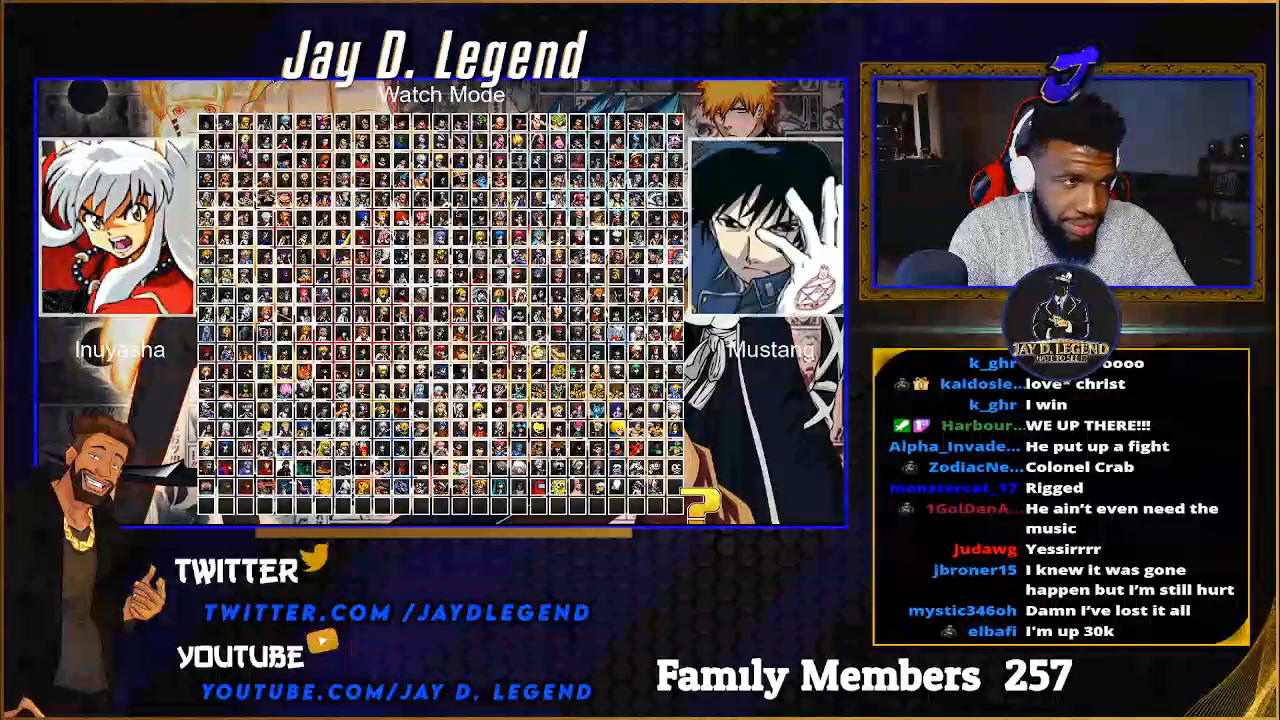 Jay D. Legend
Watch Mode
Inuyasha
Mustang
?
TWITTER
TWITTER.COM /JAYDLEGEND
YOUTUBE
YOUTUBE.COM/JAY D. LEGEND
J
JAY D. LEGEND
k_ghr
kaldosle... love* christ
k_ghr I win
Harbour... WE UP THERE!!!
Alpha_Invade... He put up a fight
ZodiacNe... Colonel Crab
monstercat_17 Rigged
1GolDanA... He ain't even need the
music
Judawg Yessirrrr
jbroner15 I knew it was gone
happen but I'm still hurt
mystic346oh Damn I've lost it all
elbafi I'm up 30k
Family Members 257